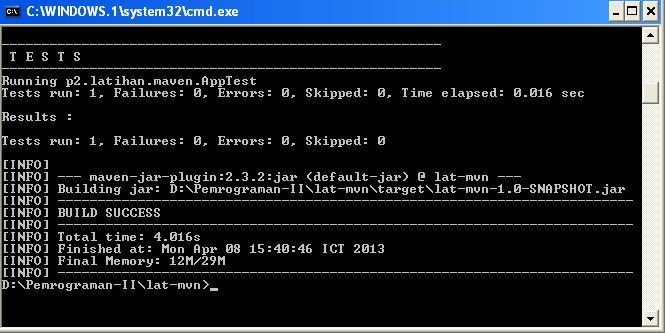 C:\WINDOWS.1\system32\cmd.exe
-------------------------------------------------------
 T E S T S
-------------------------------------------------------
Running p2.latihan.maven.AppTest
Tests run: 1, Failures: 0, Errors: 0, Skipped: 0, Time elapsed: 0.016 sec
Results :
Tests run: 1, Failures: 0, Errors: 0, Skipped: 0
[INFO]
[INFO] --- maven-jar-plugin:2.3.2:jar (default-jar) @ lat-mvn ---
[INFO] Building jar: D:\Pemrograman-II\lat-mvn\target\lat-mvn-1.0-SNAPSHOT.jar
[INFO] ------------------------------------------------------------------------
[INFO] BUILD SUCCESS
[INFO] ------------------------------------------------------------------------
[INFO] Total time: 4.016s
[INFO] Finished at: Mon Apr 08 15:40:46 ICT 2013
[INFO] Final Memory: 12M/29M
[INFO] ------------------------------------------------------------------------
D:\Pemrograman-II\lat-mvn>_